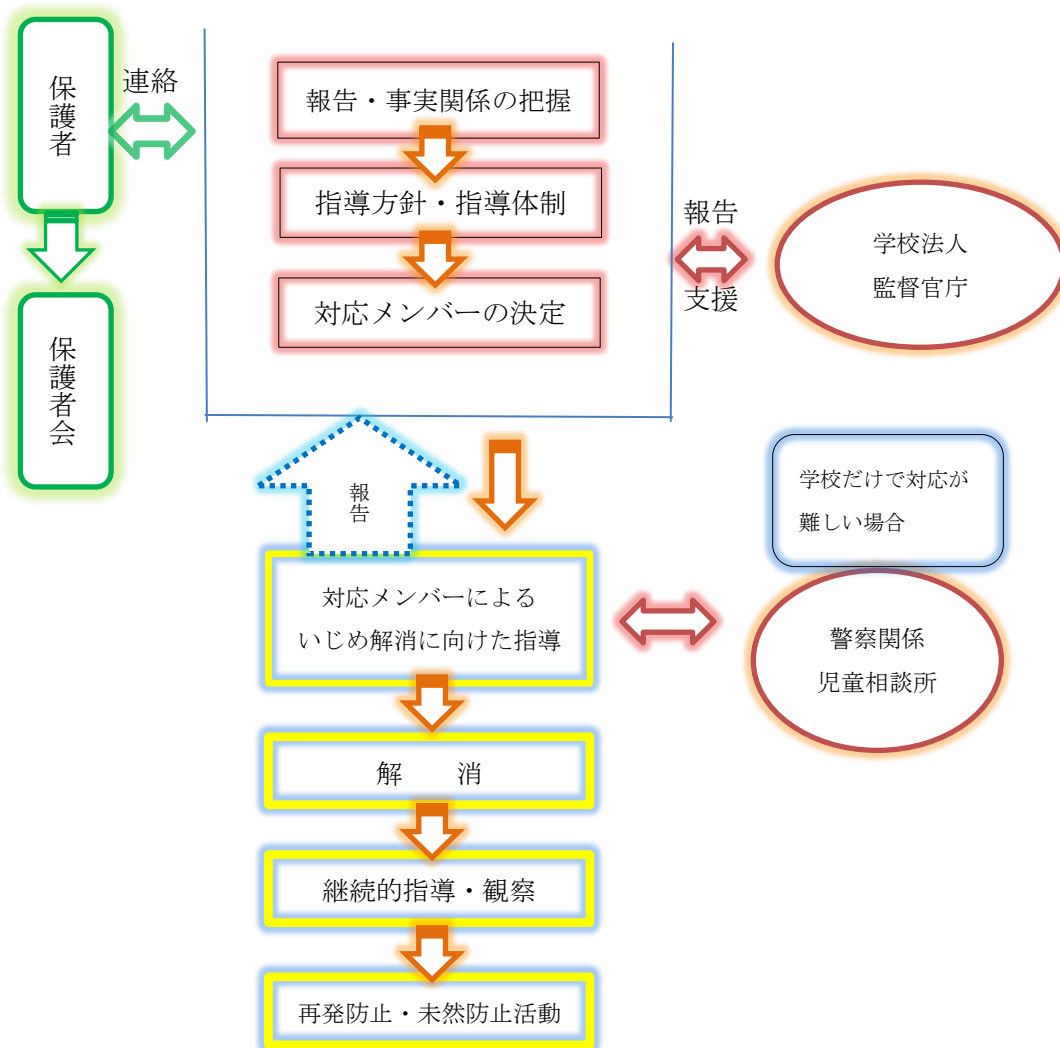 保護者
連絡
報告・事実関係の把握
指導方針・指導体制
対応メンバーの決定
報告
支援
学校法人
監督官庁
保護者会
報告
学校だけで対応が
難しい場合
対応メンバーによる
いじめ解消に向けた指導
警察関係
児童相談所
解　　消
継続的指導・観察
再発防止・未然防止活動